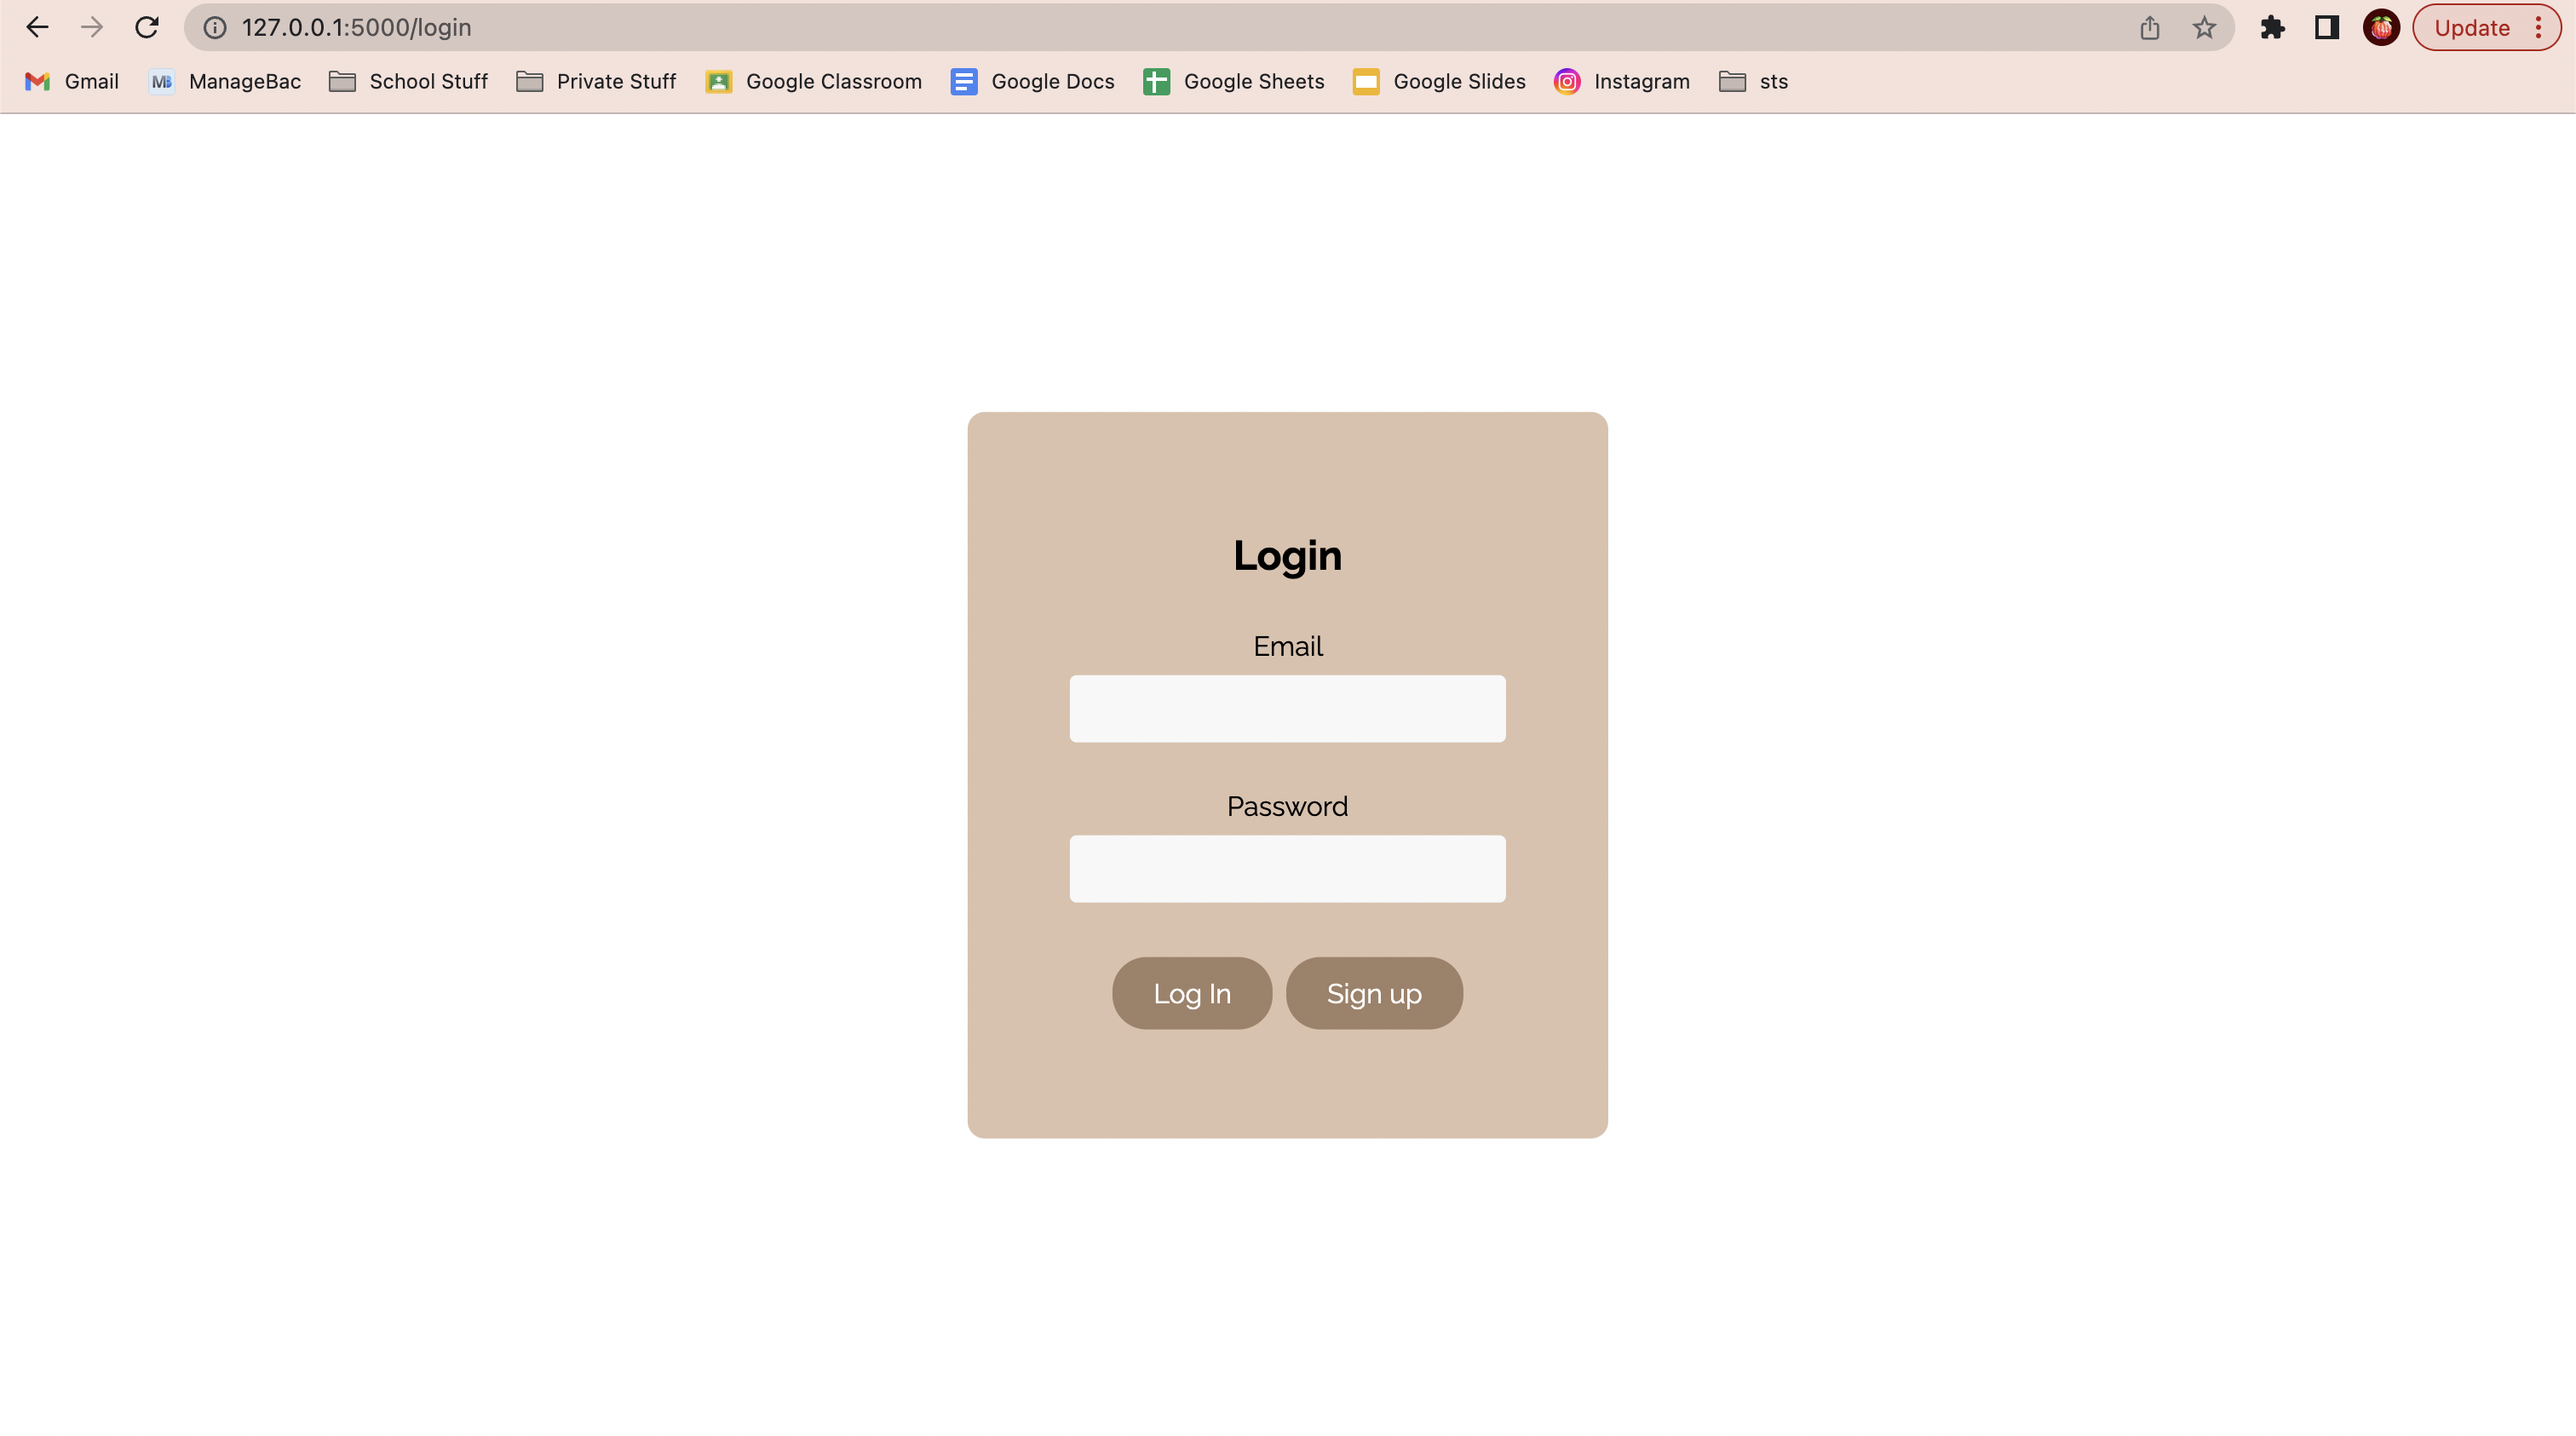 127.0.0.1:5000/login
Update
Gmail
MB ManageBac
School Stuff
Private Stuff
Google Classroom
Google Docs
Google Sheets
Google Slides
Instagram
sts
Login
Email
Password
Log In
Sign up